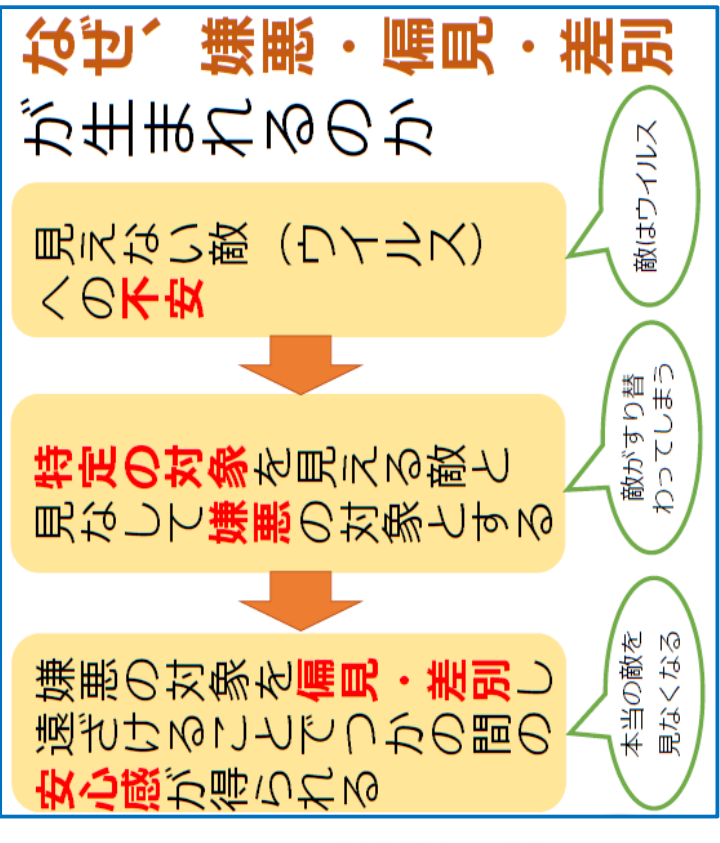 なぜ、嫌悪・偏見・差別
が生まれるのか
見えない敵（ウイルス）
への不安
敵はウイルス
特定の対象を見える敵と
見なして嫌悪の対象とする
敵がすり替
わってしまう
嫌悪の対象を偏見・差別し
遠ざけることでつかの間の
安心感が得られる
本当の敵を
見なくなる